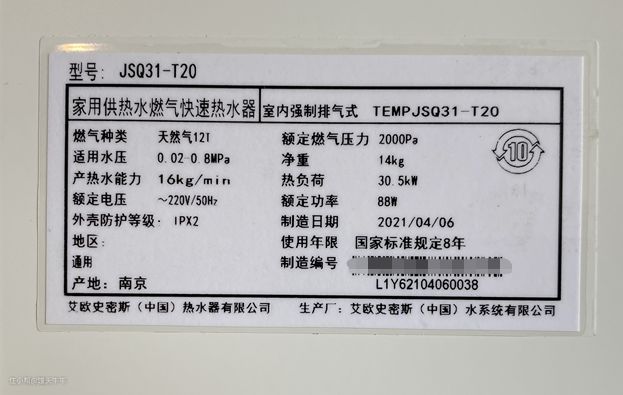 型号: JSQ31-T20
家用供热水燃气快速热水器 室内强制排气式 TEMPJSQ31-T20
燃气种类 天然气12T 额定燃气压力 2000Pa
适用水压 0.02-0.8MPa 净重 14kg
10
产热水能力 16kg/min 热负荷 30.5kW
额定电压 ～220V/50Hz 额定功率 88W
外壳防护等级· IPX2 制造日期 2021/04/06
地区: 使用年限 国家标准规定8年
通用 制造编号
产地: 南京 L1Y62104060038
艾欧史密斯（中国）热水器有限公司 生产厂: 艾欧史密斯（中国）水系统有限公司